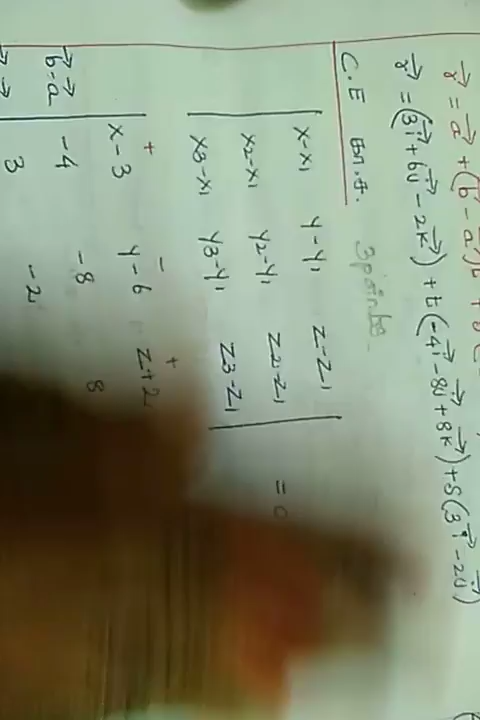 r⃗ = a⃗ + (b⃗ - a⃗)t +
r⃗ = (3i⃗ + 6j⃗ - 2k⃗) + t(-4i⃗ - 8j⃗ + 8k⃗) + s(3i⃗ - 2j⃗)
C.E 3points.
| x-x₁ y-y₁ z-z₁ |
| x₂-x₁ y₂-y₁ z₂-z₁ | =
| x₃-x₁ y₃-y₁ z₃-z₁ |
+ - +
| x-3 y-6 z+2
b⃗-a⃗ | -4 -8 8
| 3 -2